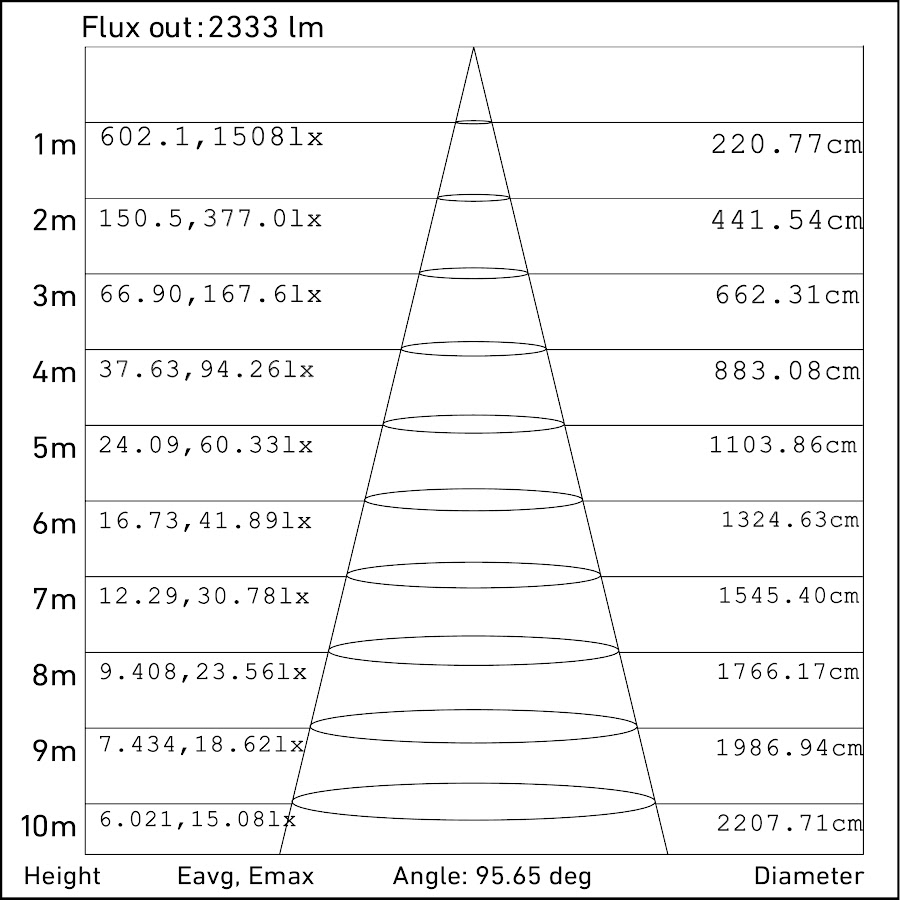 Flux out:2333 lm
1m 602.1,1508lx 220.77cm
2m 150.5,377.0lx 441.54cm
3m 66.90,167.6lx 662.31cm
4m 37.63,94.26lx 883.08cm
5m 24.09,60.33lx 1103.86cm
6m 16.73,41.89lx 1324.63cm
7m 12.29,30.78lx 1545.40cm
8m 9.408,23.56lx 1766.17cm
9m 7.434,18.62lx 1986.94cm
10m 6.021,15.08lx 2207.71cm
Height Eavg, Emax Angle: 95.65 deg Diameter